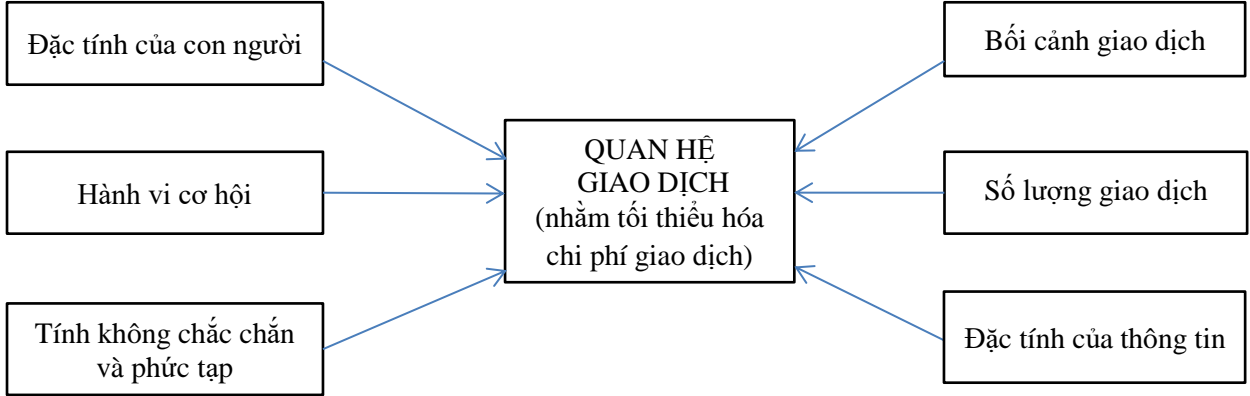 Đặc tính của con người
Hành vi cơ hội
Tính không chắc chắn
và phức tạp
QUAN HỆ
GIAO DỊCH
(nhằm tối thiểu hóa
chi phí giao dịch)
Bối cảnh giao dịch
Số lượng giao dịch
Đặc tính của thông tin